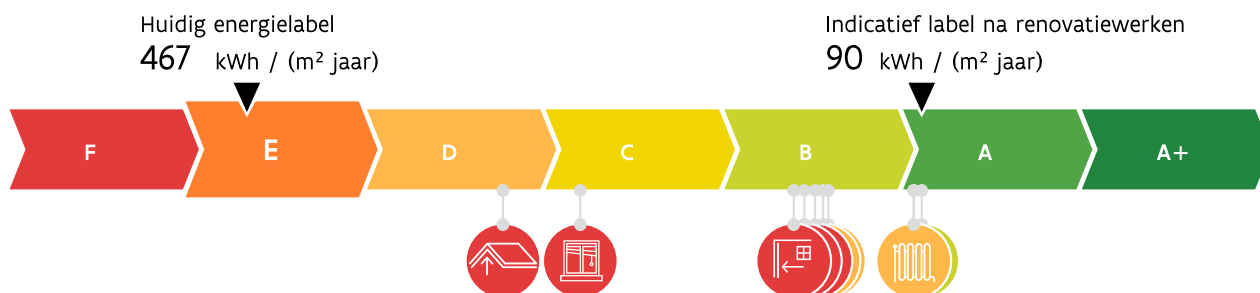 Huidig energielabel
467 kWh / (m² jaar)
Indicatief label na renovatiewerken
90 kWh / (m² jaar)
F E D C B A A+